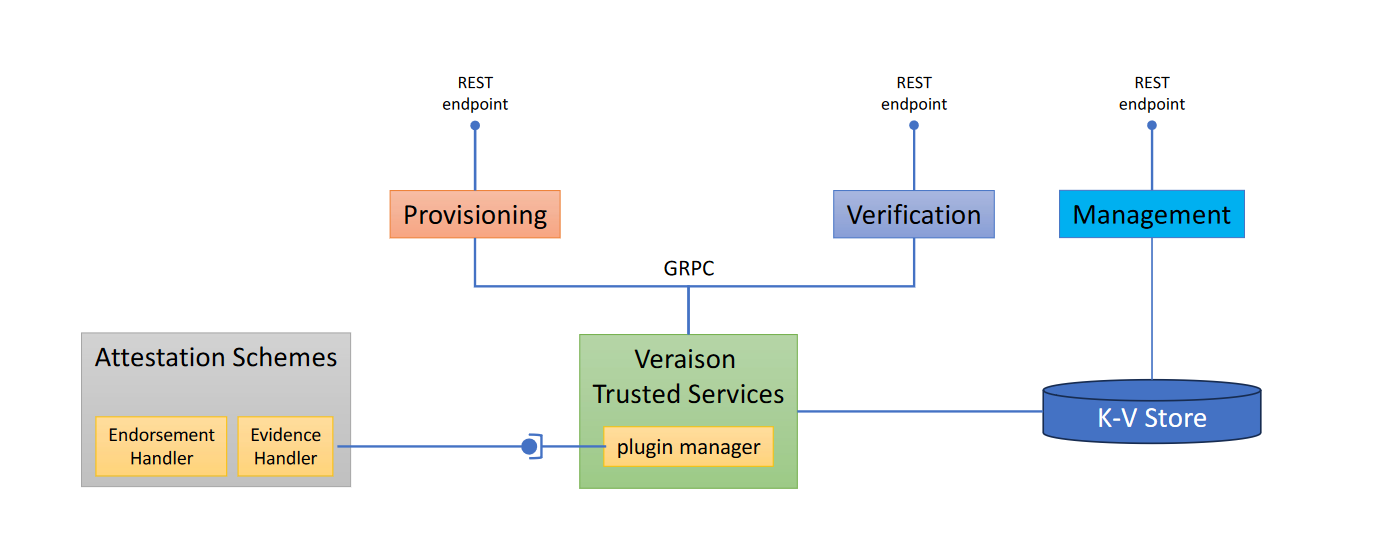 REST
endpoint
REST
endpoint
REST
endpoint
Provisioning
Verification
Management
GRPC
Attestation Schemes
Endorsement
Handler
Evidence
Handler
Veraison
Trusted Services
plugin manager
K-V Store